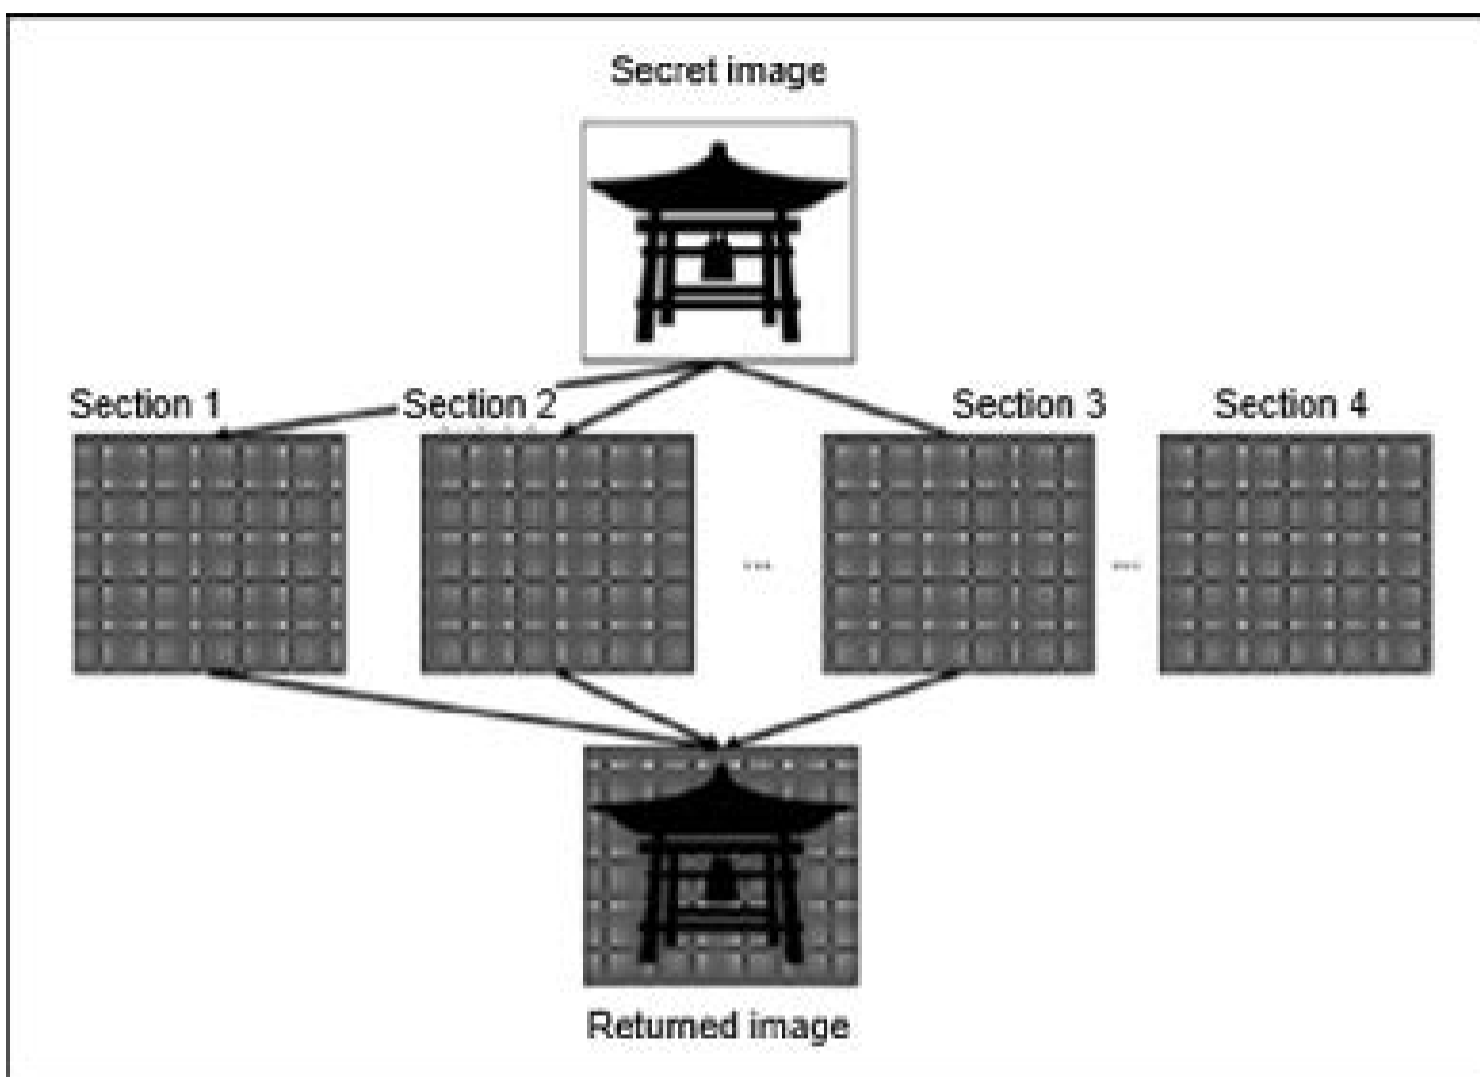 Secret image
Section 1
Section 2
Section 3
Section 4
...
...
Returned image